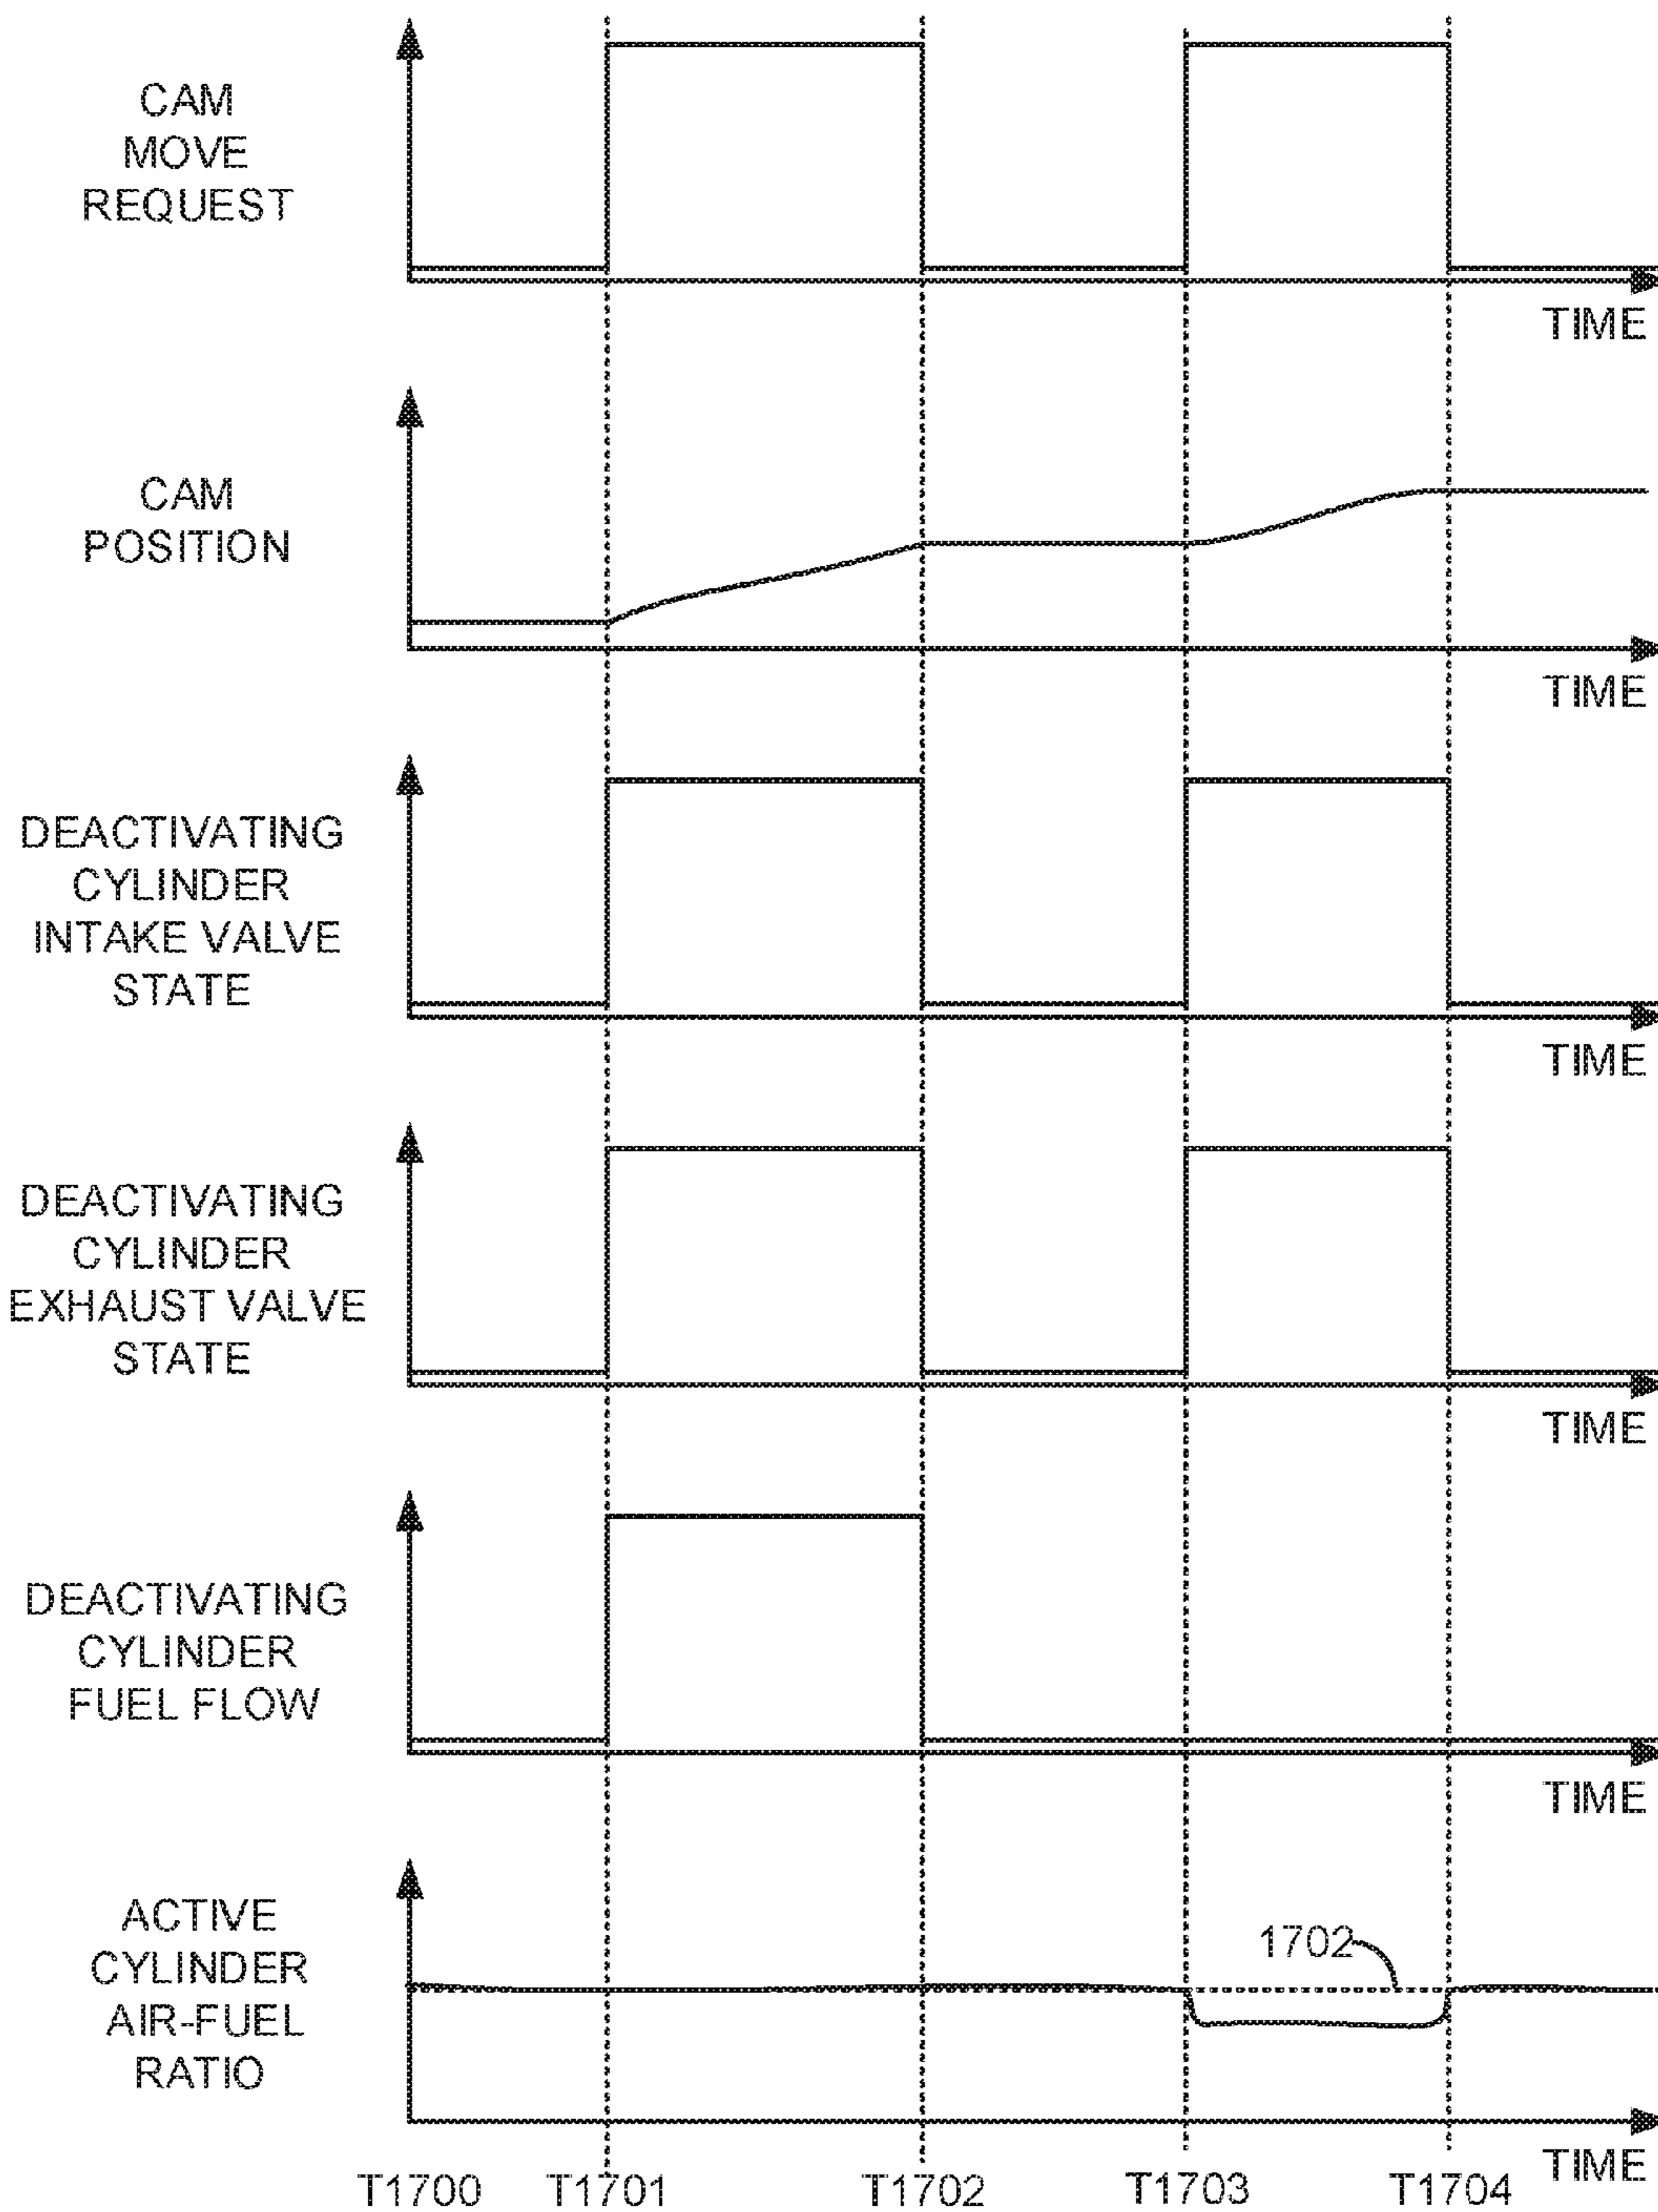 CAM
MOVE
REQUEST
TIME
CAM
POSITION
TIME
DEACTIVATING
CYLINDER
INTAKE VALVE
STATE
TIME
DEACTIVATING
CYLINDER
EXHAUST VALVE
STATE
TIME
DEACTIVATING
CYLINDER
FUEL FLOW
TIME
ACTIVE
CYLINDER
AIR-FUEL
RATIO
1702
TIME
T1700 T1701 T1702 T1703 T1704